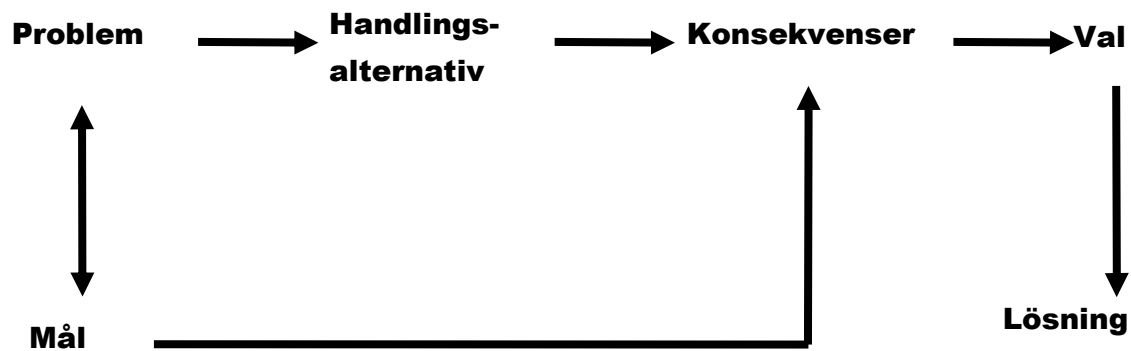 Problem
Handlings-
alternativ
Konsekvenser
Val
Mål
Lösning